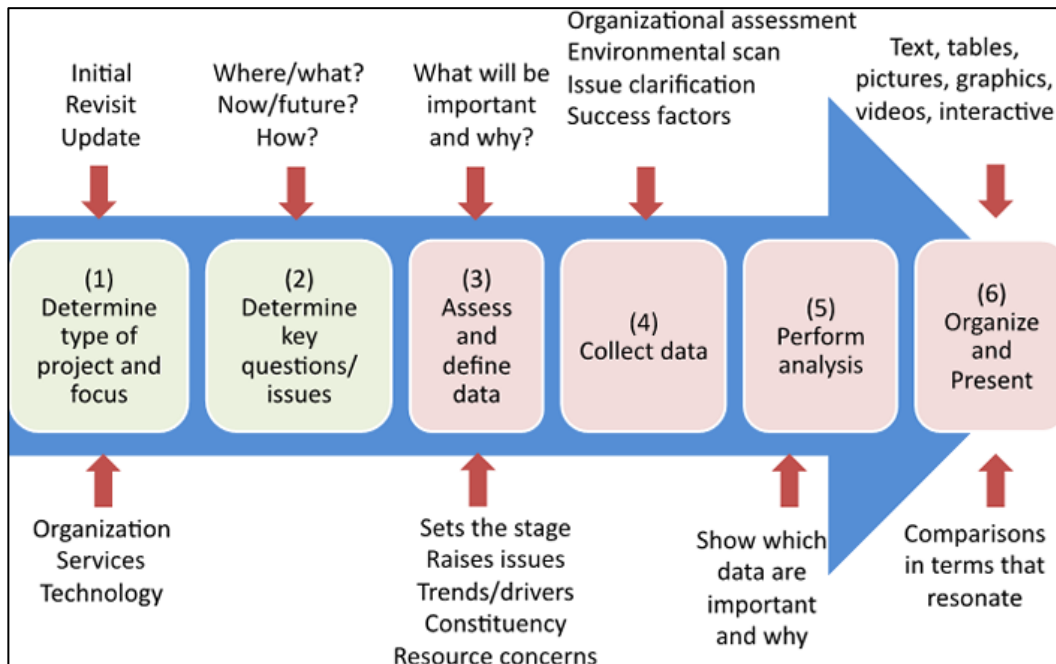 Initial
Revisit
Update
Where/what?
Now/future?
How?
What will be
important
and why?
Organizational assessment
Environmental scan
Issue clarification
Success factors
Text, tables,
pictures, graphics,
videos, interactive
(1)
Determine
type of
project and
focus
(2)
Determine
key
questions/
issues
(3)
Assess
and
define
data
(4)
Collect data
(5)
Perform
analysis
(6)
Organize
and
Present
Organization
Services
Technology
Sets the stage
Raises issues
Trends/drivers
Constituency
Resource concerns
Show which
data are
important
and why
Comparisons
in terms that
resonate